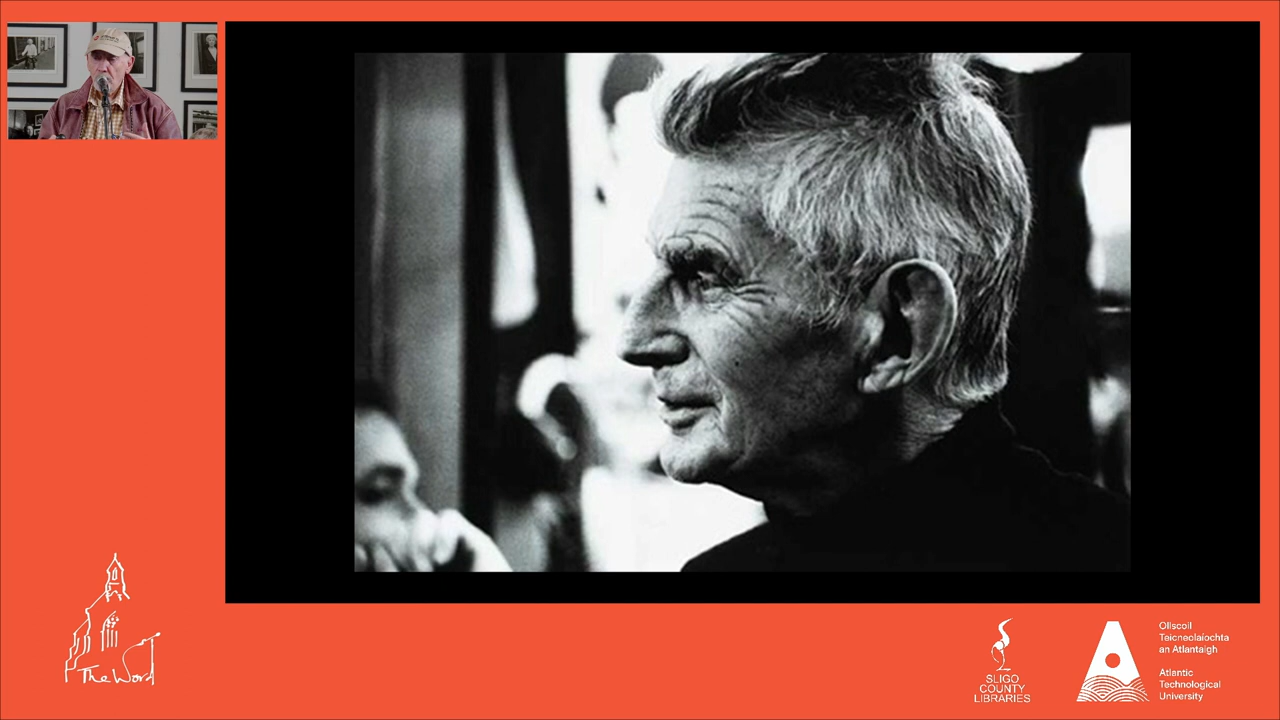 The Word
SLIGO
COUNTY
LIBRARIES
Ollscoil
Teicneolaíochta
an Atlantaigh
Atlantic
Technological
University